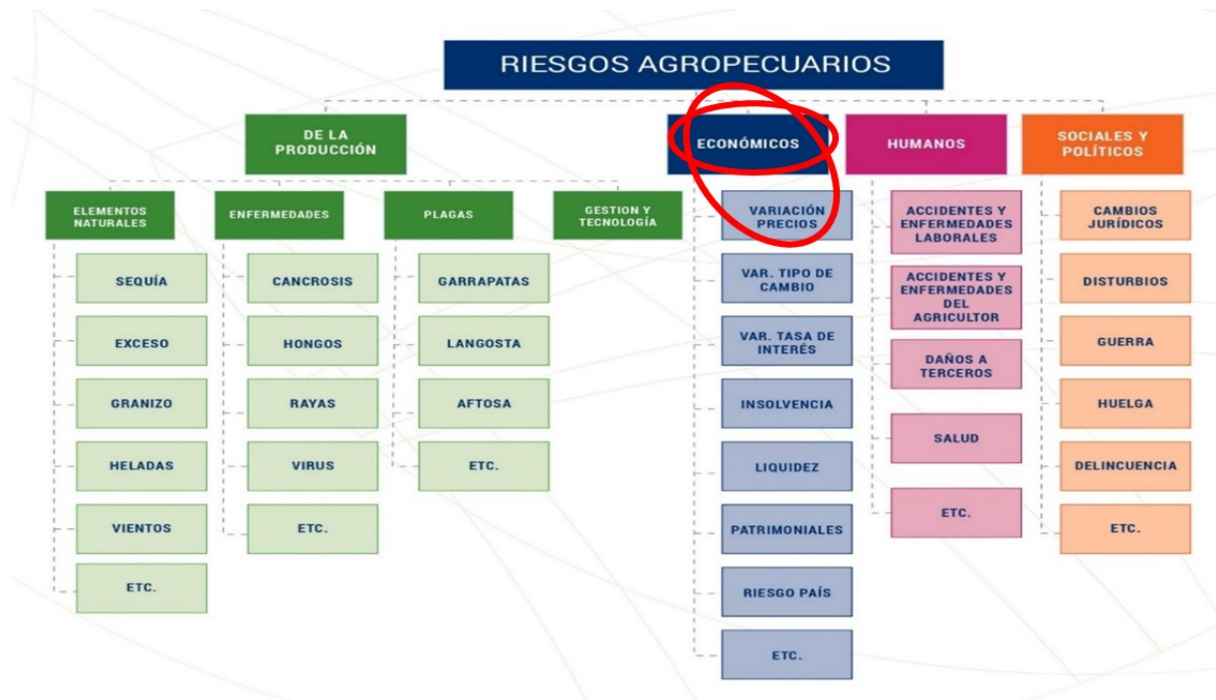 RIESGOS AGROPECUARIOS
DE LA
PRODUCCIÓN
ELEMENTOS
NATURALES
SEQUÍA
EXCESO
GRANIZO
HELADAS
VIENTOS
ETC.
ENFERMEDADES
CANCROSIS
HONGOS
RAYAS
VIRUS
ETC.
PLAGAS
GARRAPATAS
LANGOSTA
AFTOSA
ETC.
GESTION Y
TECNOLOGÍA
ECONÓMICOS
VARIACIÓN
PRECIOS
VAR. TIPO DE
CAMBIO
VAR. TASA DE
INTERÉS
INSOLVENCIA
LIQUIDEZ
PATRIMONIALES
RIESGO PAÍS
ETC.
HUMANOS
ACCIDENTES Y
ENFERMEDADES
LABORALES
ACCIDENTES Y
ENFERMEDADES
DEL
AGRICULTOR
DAÑOS A
TERCEROS
SALUD
ETC.
SOCIALES Y
POLÍTICOS
CAMBIOS
JURÍDICOS
DISTURBIOS
GUERRA
HUELGA
DELINCUENCIA
ETC.